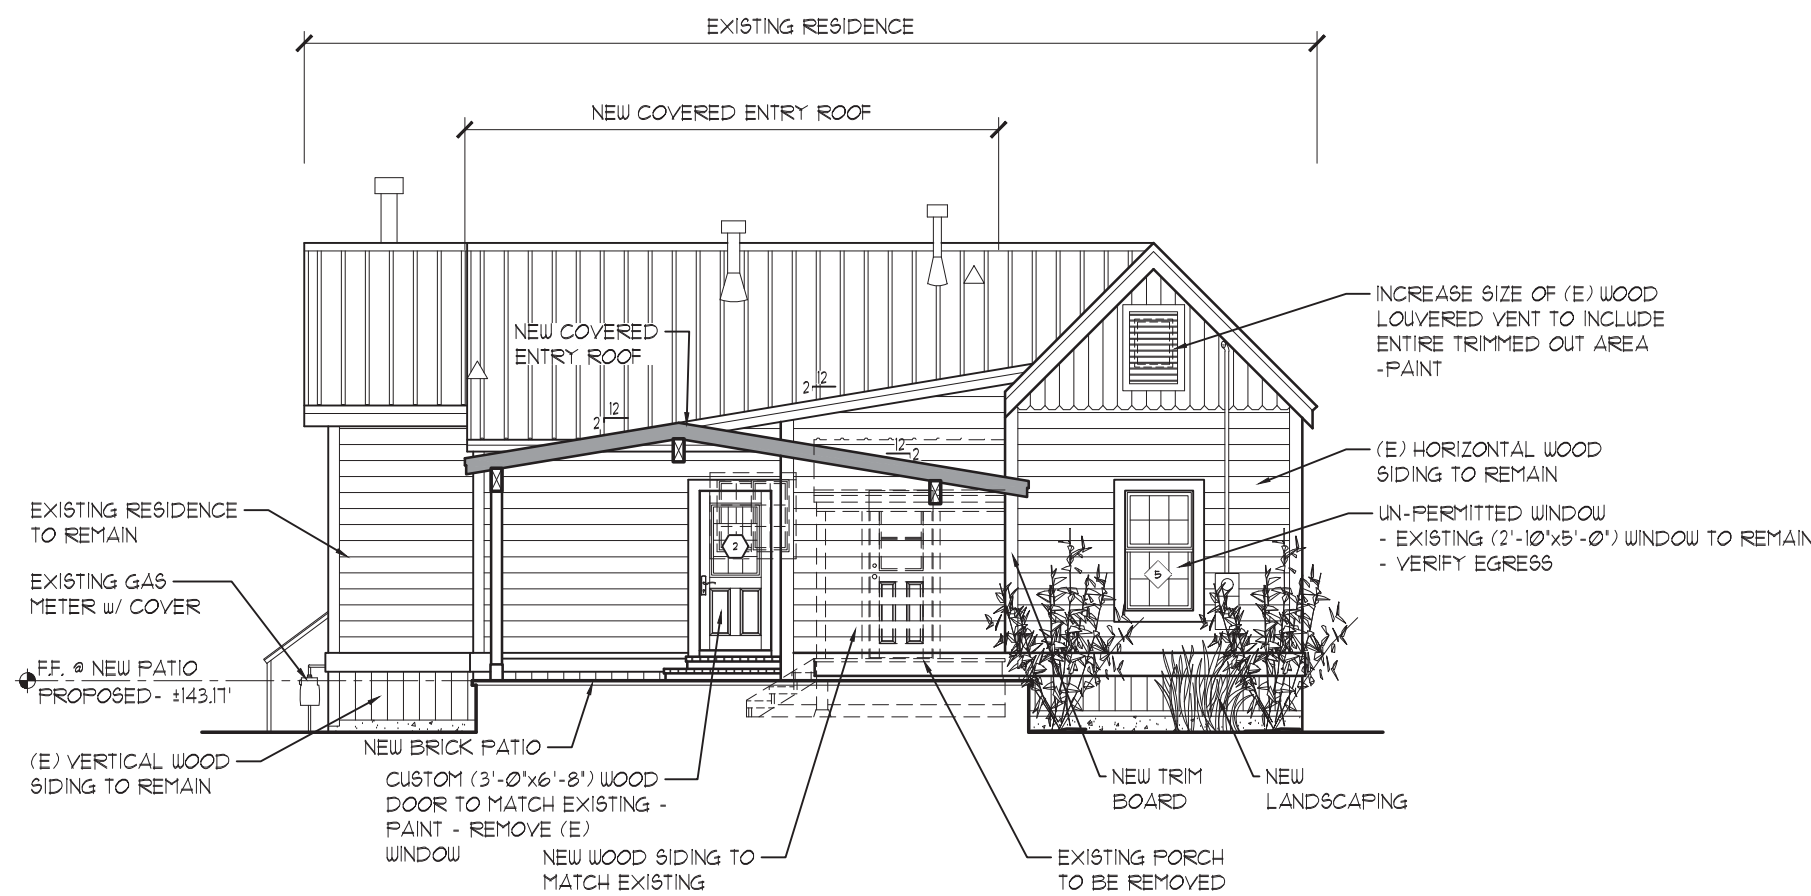 EXISTING RESIDENCE
NEW COVERED ENTRY ROOF
INCREASE SIZE OF (E) WOOD
LOUVERED VENT TO INCLUDE
ENTIRE TRIMMED OUT AREA
-PAINT
NEW COVERED
ENTRY ROOF
12
2
12
2
12
2
(E) HORIZONTAL WOOD
SIDING TO REMAIN
EXISTING RESIDENCE
TO REMAIN
UN-PERMITTED WINDOW
- EXISTING (2'-10"x5'-0") WINDOW TO REMAIN
- VERIFY EGRESS
2
5
EXISTING GAS
METER w/ COVER
F.F. @ NEW PATIO
PROPOSED - ±143.17'
(E) VERTICAL WOOD
SIDING TO REMAIN
NEW BRICK PATIO
CUSTOM (3'-0"x6'-8") WOOD
DOOR TO MATCH EXISTING -
PAINT - REMOVE (E)
WINDOW
NEW TRIM
BOARD
NEW
LANDSCAPING
NEW WOOD SIDING TO
MATCH EXISTING
EXISTING PORCH
TO BE REMOVED